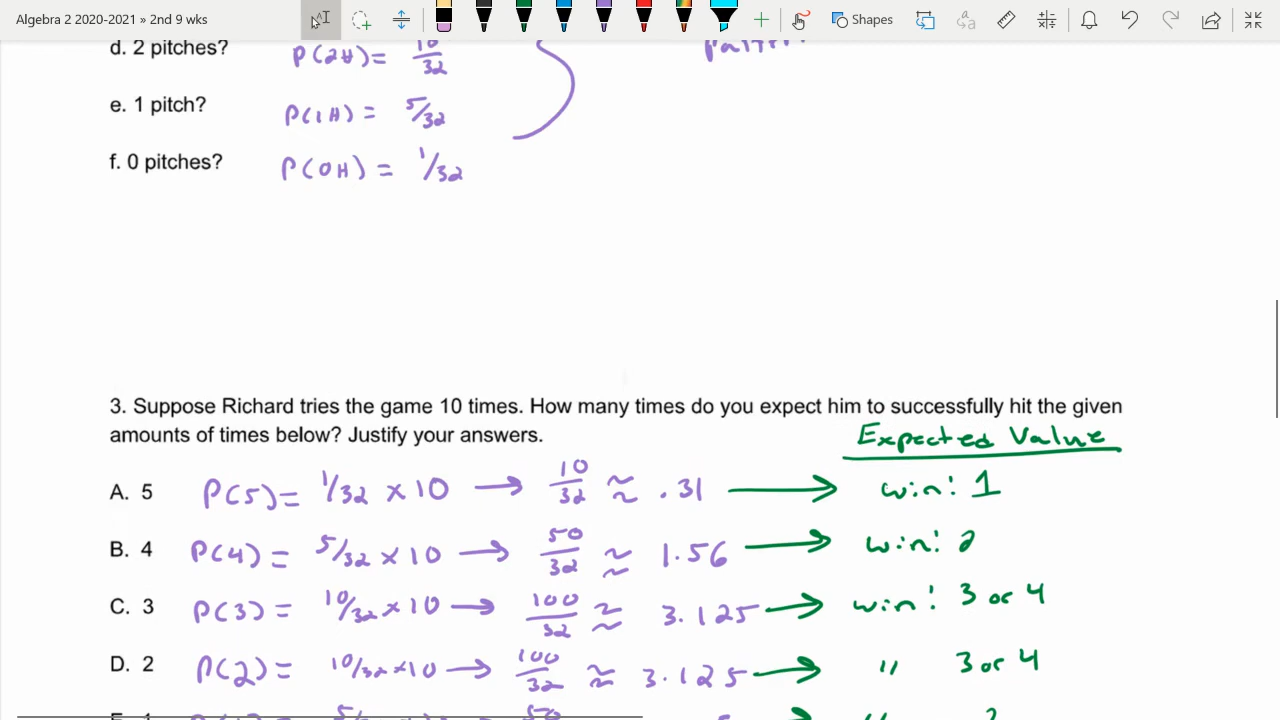 Algebra 2 2020-2021 » 2nd 9 wks
Shapes
d. 2 pitches? P(2H)= 10/32
e. 1 pitch? P(1H) = 5/32
f. 0 pitches? P(0H) = 1/32
3. Suppose Richard tries the game 10 times. How many times do you expect him to successfully hit the given
amounts of times below? Justify your answers.
Expected Value
A. 5 P(5)= 1/32 × 10 → 10/32 ≈ .31 → win! 1
B. 4 P(4) = 5/32 × 10 → 50/32 ≈ 1.56 → win! 2
C. 3 P(3) = 10/32 × 10 → 100/32 ≈ 3.125 → win! 3 or 4
D. 2 P(2) = 10/32 × 10 → 100/32 ≈ 3.125 → " 3 or 4